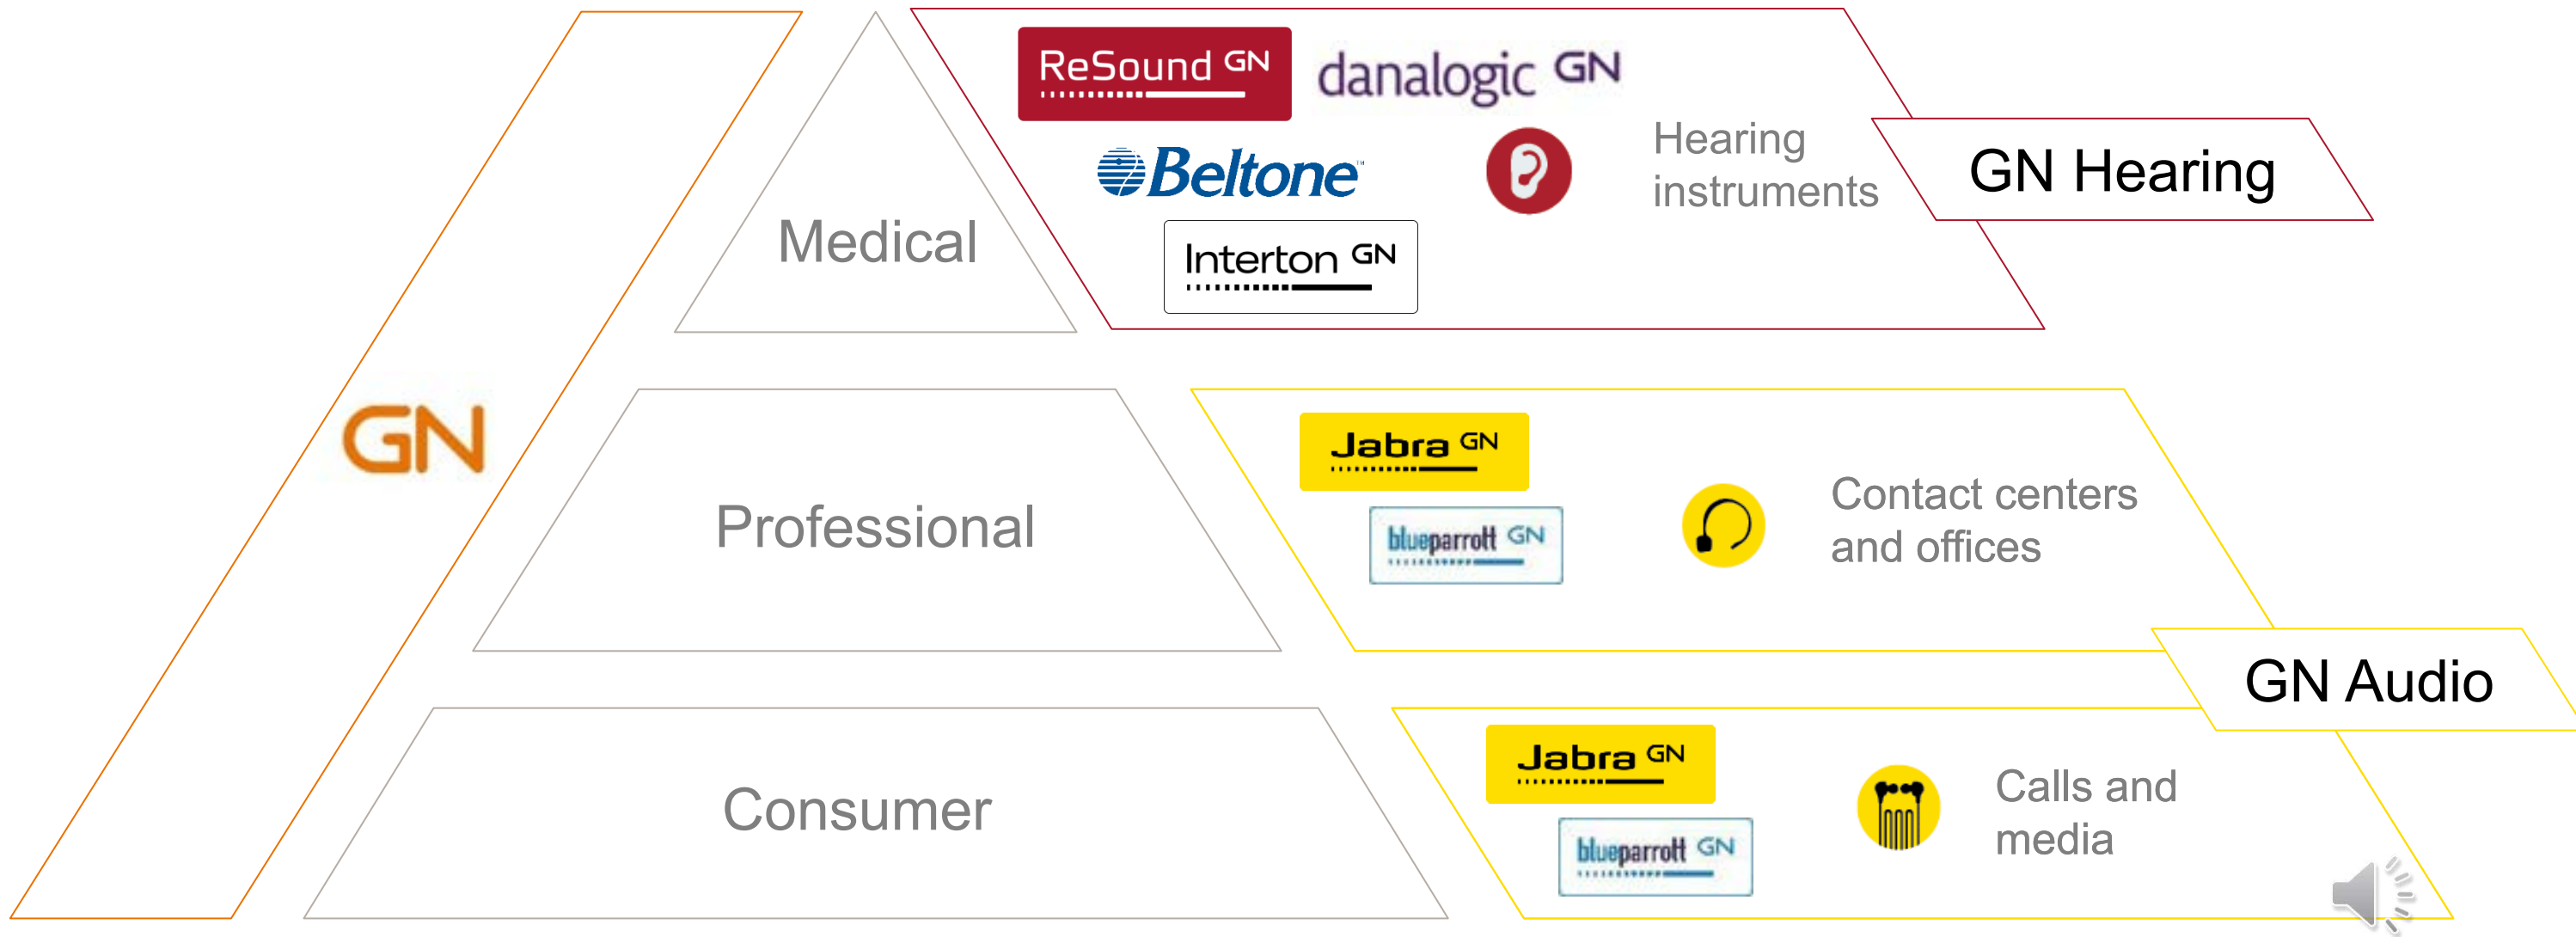 ReSound GN
danalogic GN
Beltone™
Hearing
instruments
GN Hearing
Medical
Interton GN
GN
Jabra GN
blueparrott GN
Professional
Contact centers
and offices
GN Audio
Jabra GN
blueparrott GN
Consumer
Calls and
media